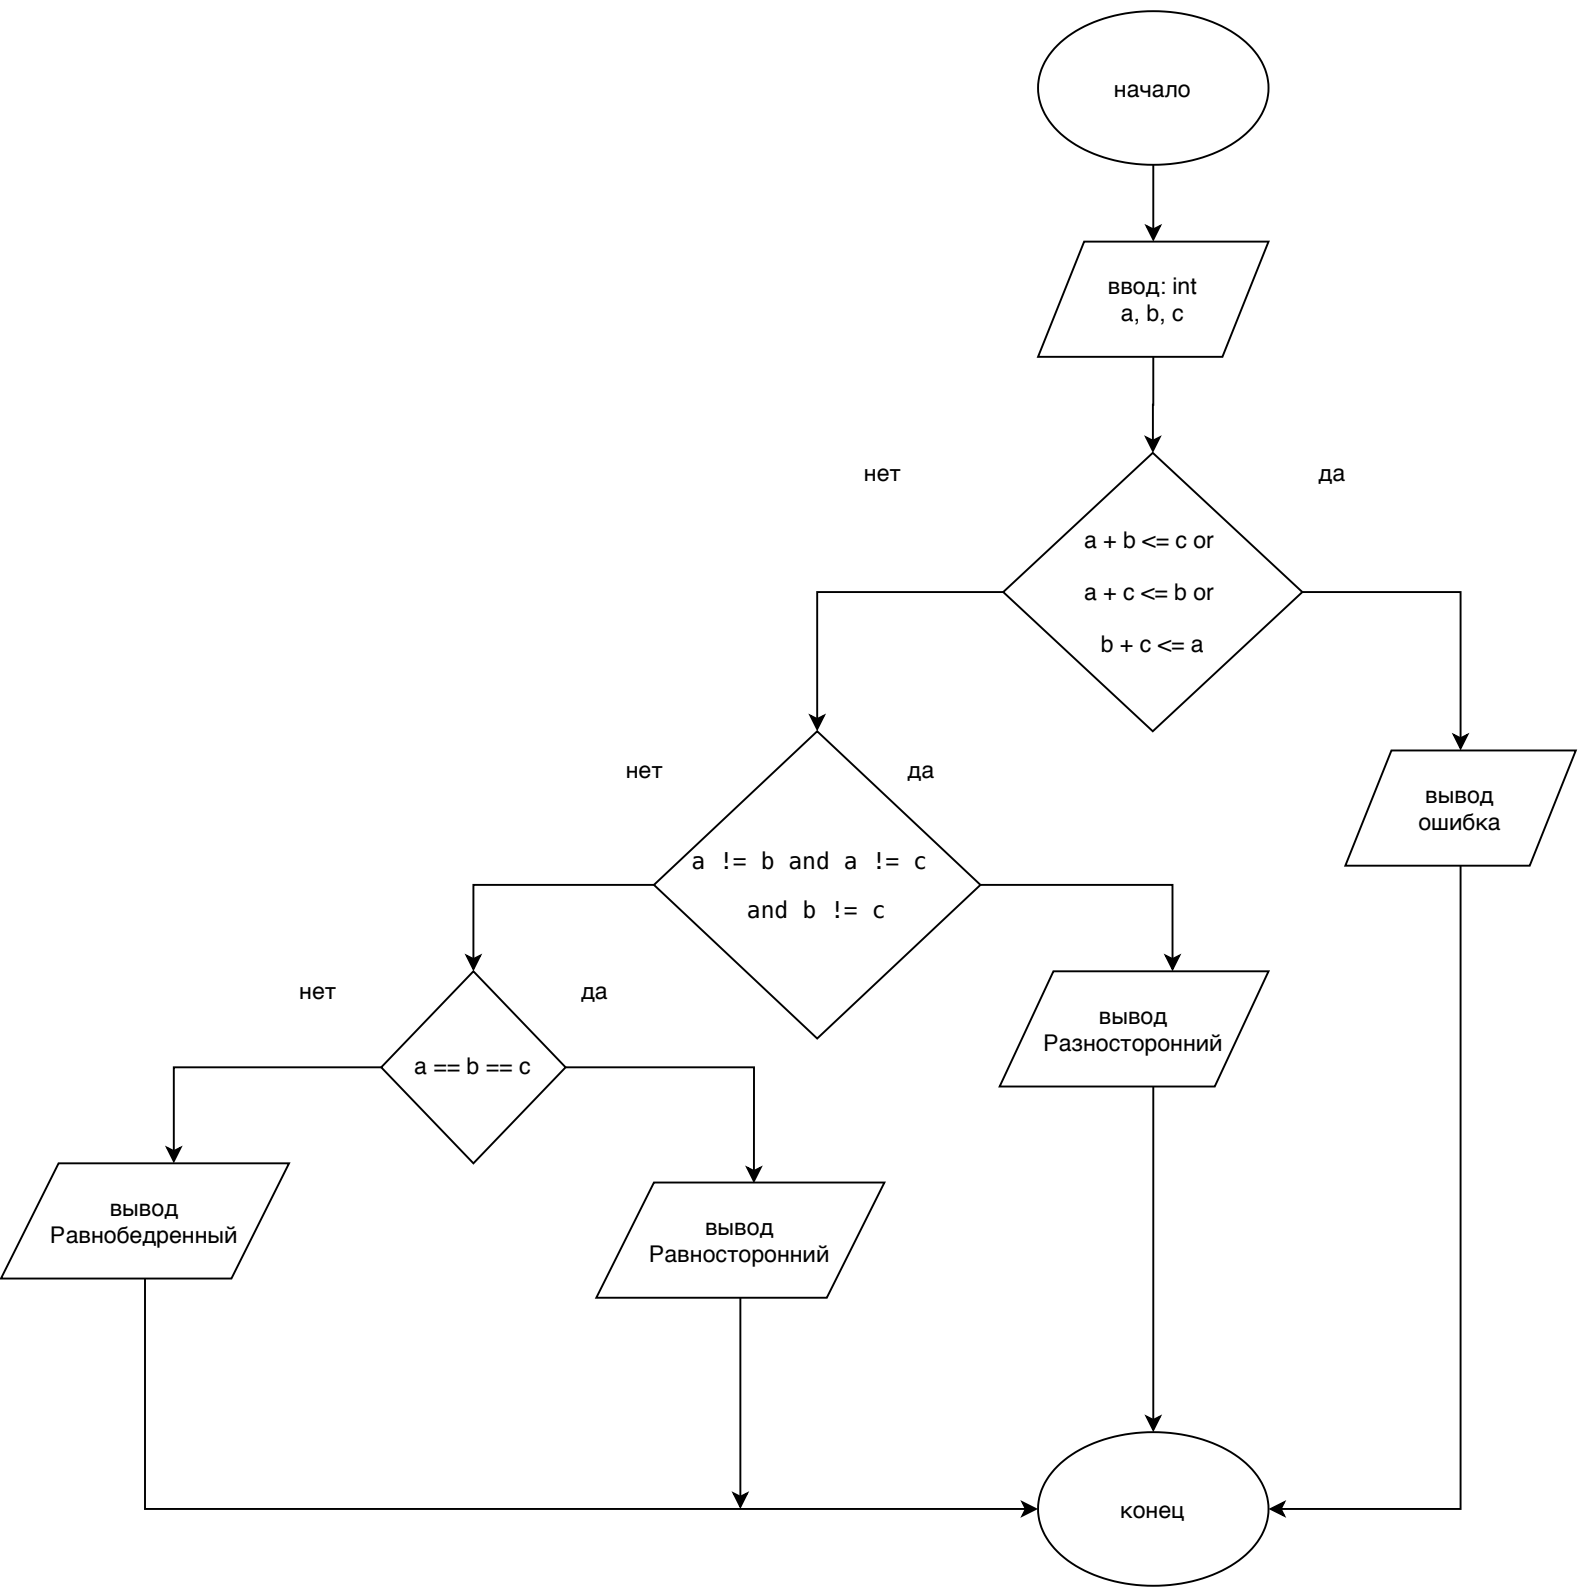 начало
ввод: int
a, b, c
нет
да
a + b <= c or
a + c <= b or
b + c <= a
нет
да
вывод
ошибка
a != b and a != c
and b != c
нет
да
вывод
Разносторонний
a == b == c
вывод
Равнобедренный
вывод
Равносторонний
конец